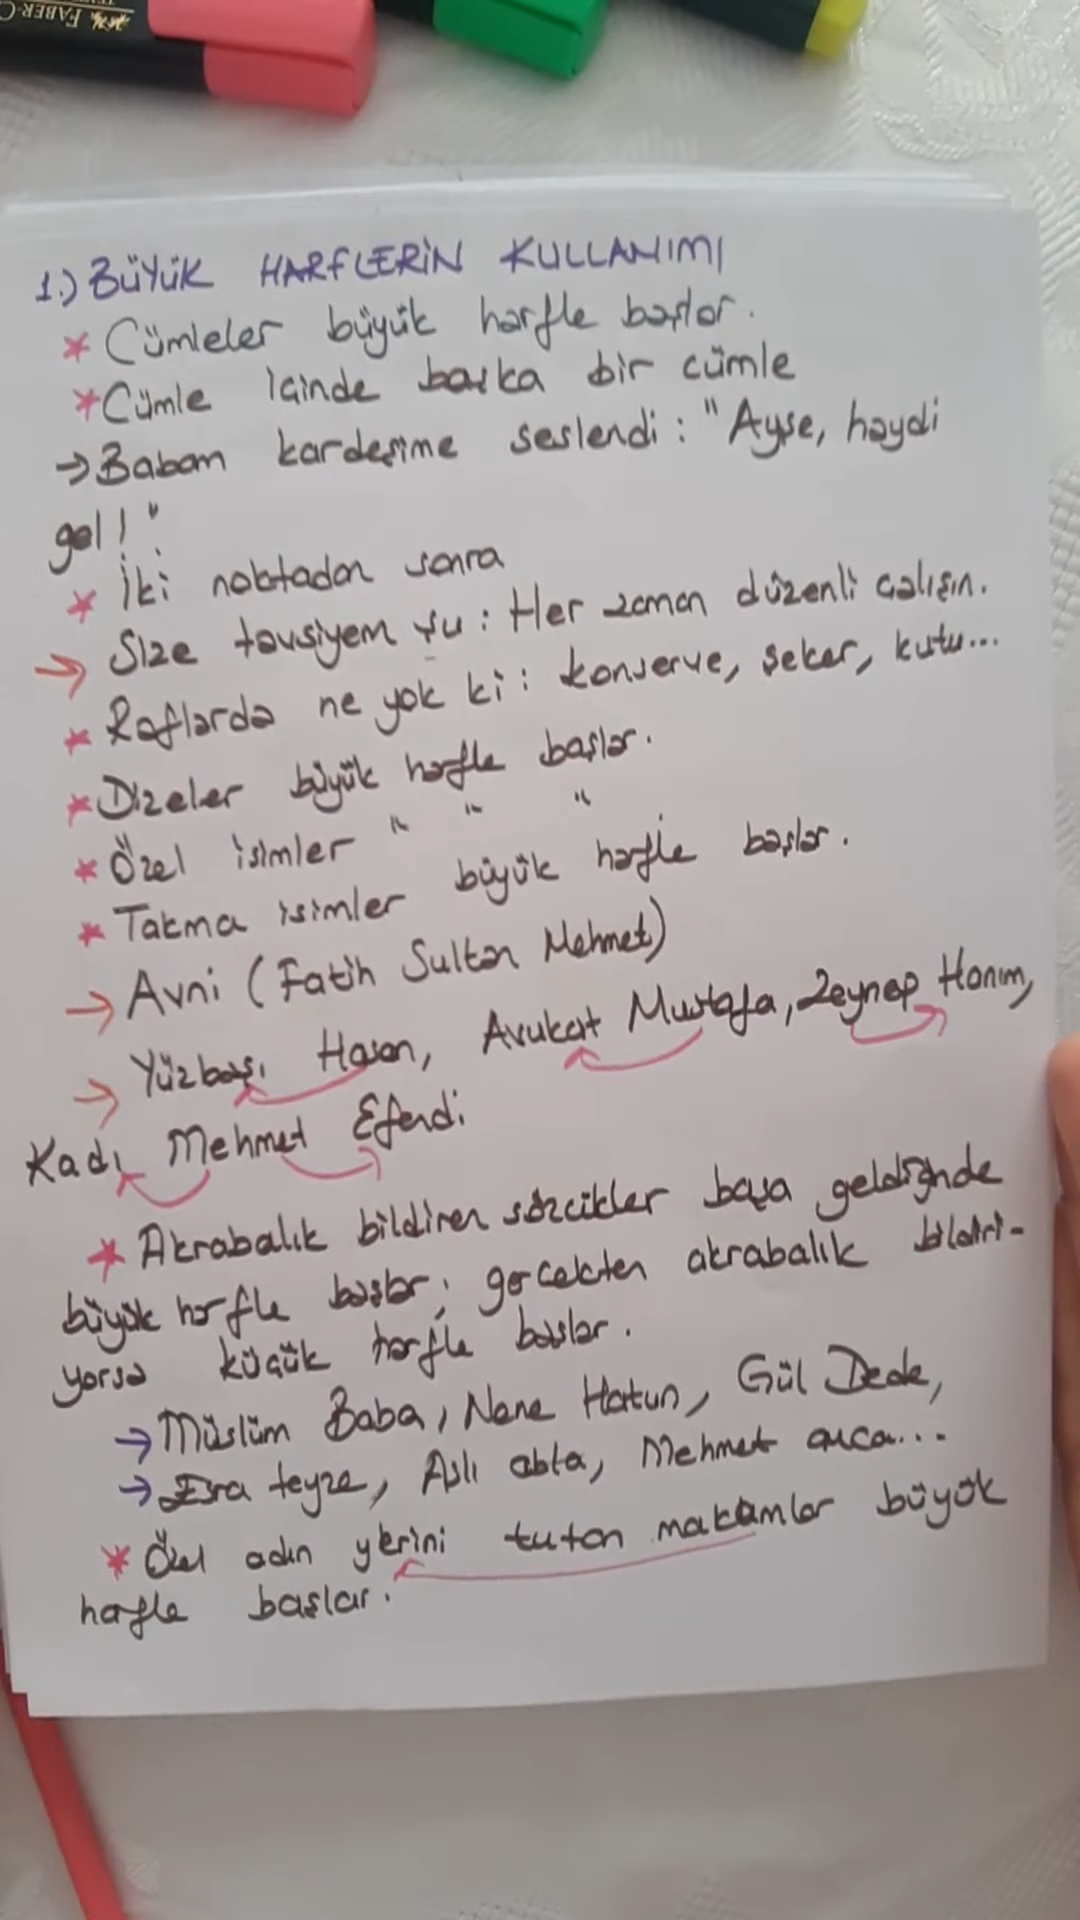 FABER-C
1.) BÜYÜK HARFLERİN KULLANIMI
* Cümleler büyük harfle başlar.
* Cümle içinde başka bir cümle
→ Babam kardeşime seslendi : "Ayşe, haydi
gel ! "
* İki noktadan sonra
→ Size tavsiyem şu : Her zaman düzenli çalışın.
* Raflarda ne yok ki : konserve, şeker, kutu...
* Dizeler büyük harfle başlar.
* Özel isimler " " "
* Takma isimler büyük harfle başlar.
→ Avni ( Fatih Sultan Mehmet)
→ Yüzbaşı Hasan, Avukat Mustafa, Zeynep Hanım,
Kadı Mehmet Efendi
* Akrabalık bildiren sözcükler başa geldiğinde
büyük harfle başlar; gerçekten akrabalık bildiri-
yorsa küçük harfle başlar.
→ Müslüm Baba, Nene Hatun, Gül Dede,
→ Esra teyze, Aslı abla, Mehmet amca...
* Özel adın yerini tutan makamlar büyük
harfle başlar.